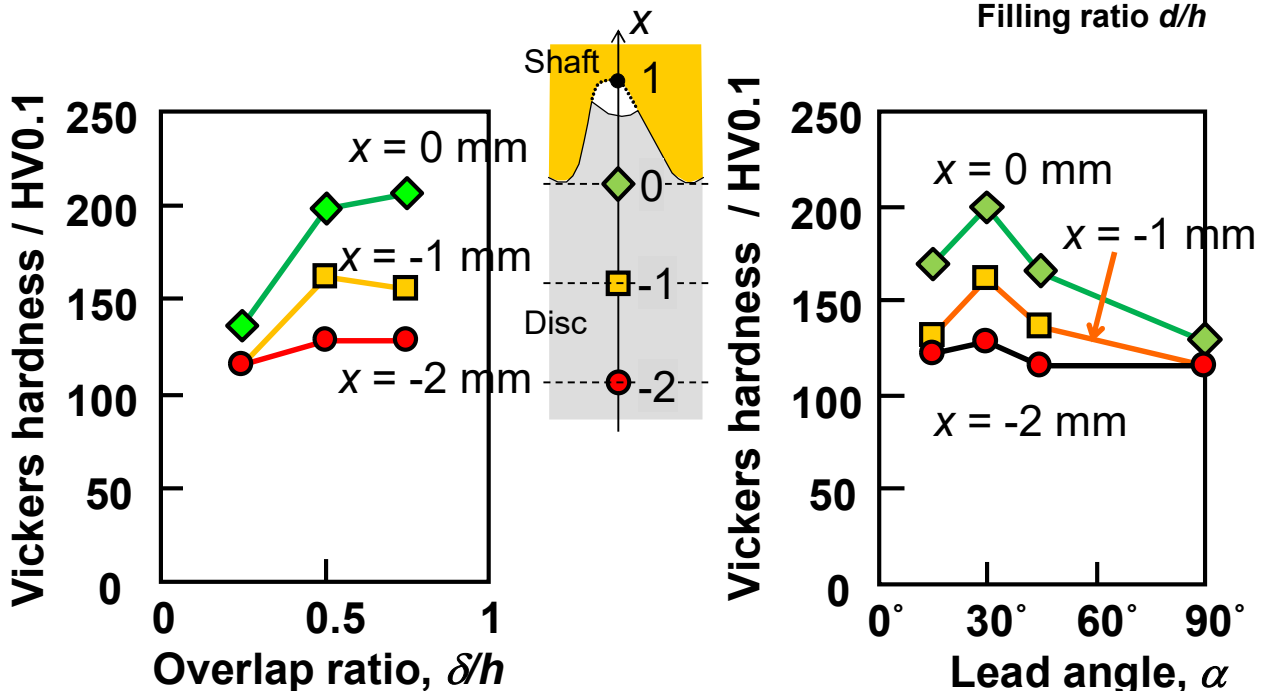 Filling ratio d/h
Vickers hardness / HV0.1
250
200
150
100
50
0
0
0.5
1
Overlap ratio, δ/h
x = 0 mm
x = -1 mm
x = -2 mm
x
Shaft
1
0
-1
Disc
-2
Vickers hardness / HV0.1
250
200
150
100
50
0
0˚
30˚
60˚
90˚
Lead angle, α
x = 0 mm
x = -1 mm
x = -2 mm